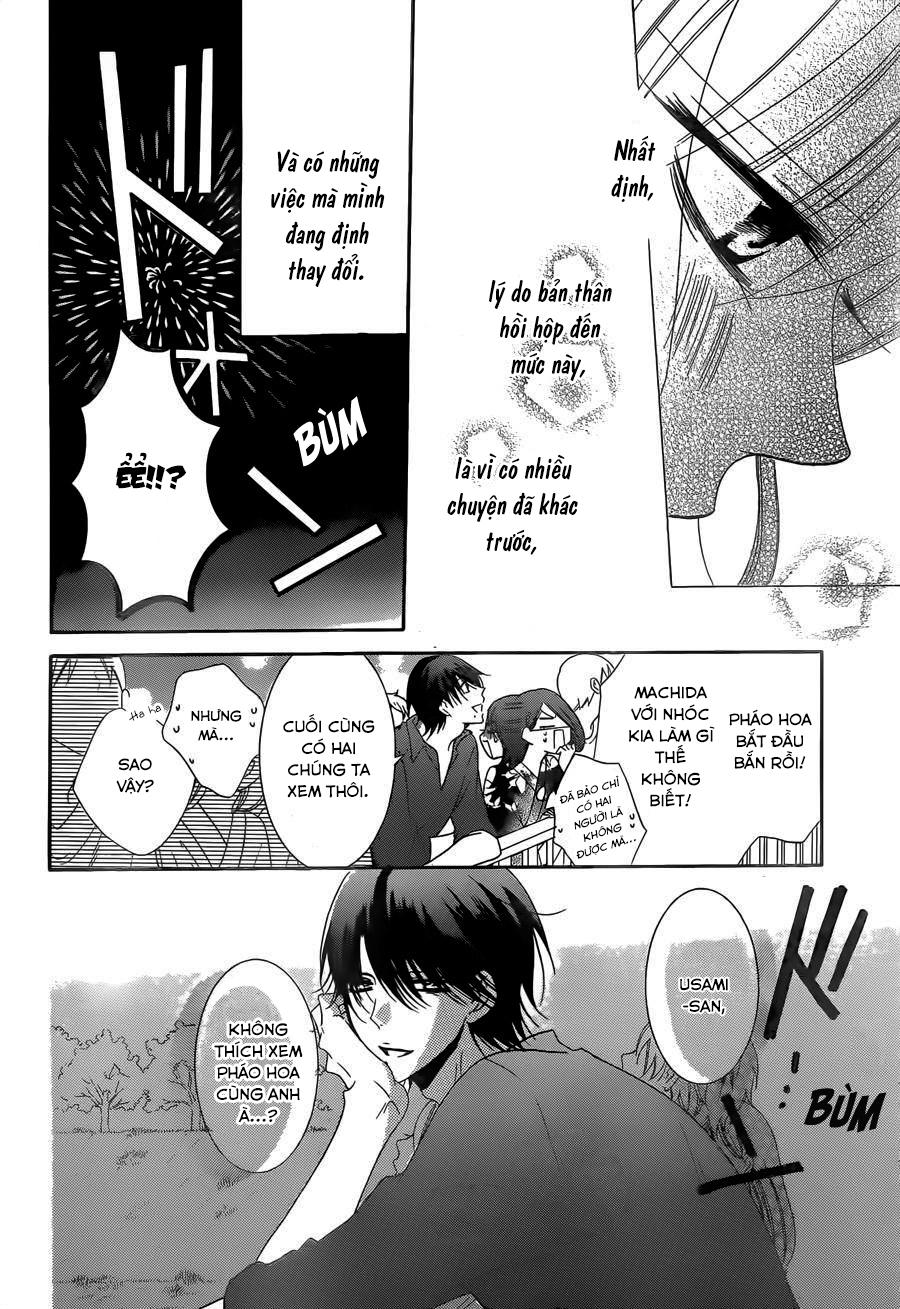 Nhất
định,
lý do bản thân
hồi hộp đến
mức này,
là vì có nhiều
chuyện đã khác
trước,
Và có những
việc mà mình
đang định
thay đổi.
ド
ドン
BÙM
ỂỂ!!?
PHÁO HOA
BẮT ĐẦU
BẮN RỒI!
MACHIDA
VỚI NHÓC
KIA LÀM GÌ
THẾ
KHÔNG
BIẾT!
ĐÃ BẢO CHỈ
CÓ HAI
NGƯỜI LÀ
KHÔNG
ĐƯỢC MÀ...
CUỐI CÙNG
CÓ HAI
CHÚNG TA
XEM THÔI.
NHƯNG
MÀ...
Ha ha
SAO
VẬY?
USAMI
-SAN,
BÙM
KHÔNG
THÍCH XEM
PHÁO HOA
CÙNG ANH
À...?